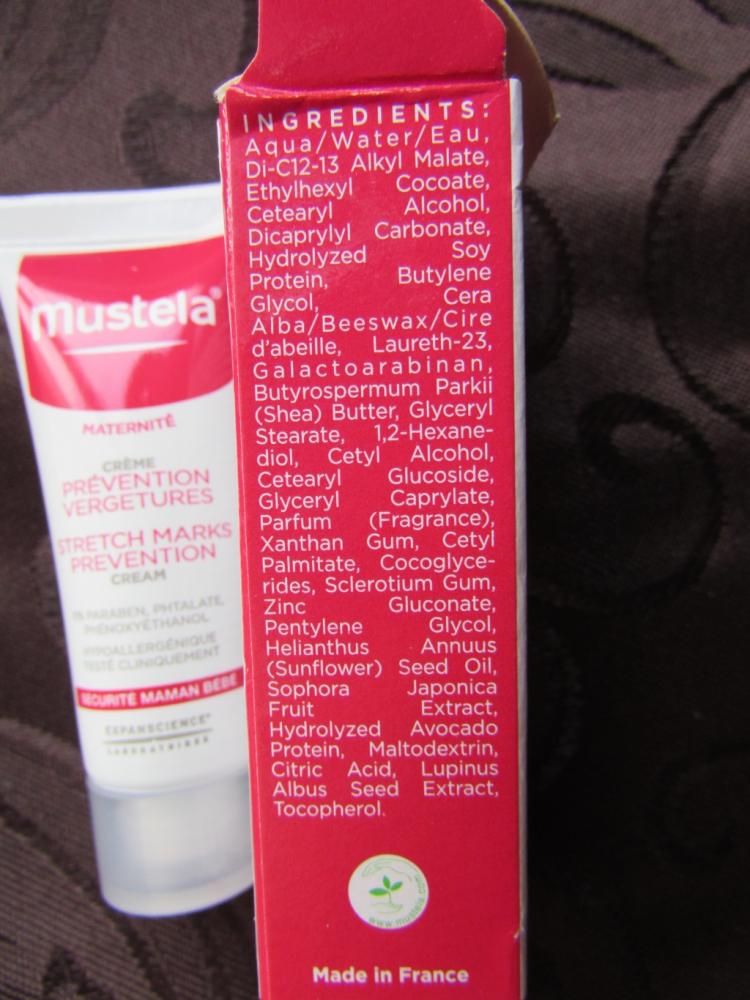 INGREDIENTS:
Aqua/Water/Eau,
Di-C12-13 Alkyl Malate,
Ethylhexyl Cocoate,
Cetearyl Alcohol,
Dicaprylyl Carbonate,
Hydrolyzed Soy
Protein, Butylene
Glycol, Cera
Alba/Beeswax/Cire
d'abeille, Laureth-23,
Galactoarabinan,
Butyrospermum Parkii
(Shea) Butter, Glyceryl
Stearate, 1,2-Hexane-
diol, Cetyl Alcohol,
Cetearyl Glucoside,
Glyceryl Caprylate,
Parfum (Fragrance),
Xanthan Gum, Cetyl
Palmitate, Cocoglyce-
rides, Sclerotium Gum,
Zinc Gluconate,
Pentylene Glycol,
Helianthus Annuus
(Sunflower) Seed Oil,
Sophora Japonica
Fruit Extract,
Hydrolyzed Avocado
Protein, Maltodextrin,
Citric Acid, Lupinus
Albus Seed Extract,
Tocopherol.
www.mustela.com
Made in France
mustela®
MATERNITÉ
CRÈME
PRÉVENTION
VERGETURES
STRETCH MARKS
PREVENTION
CREAM
PARABEN, PHTALATE,
PHÉNOXYÉTHANOL
HYPOALLERGÉNIQUE
TESTÉ CLINIQUEMENT
SÉCURITÉ MAMAN BÉBÉ
EXPANSCIENCE®
LABORATOIRES